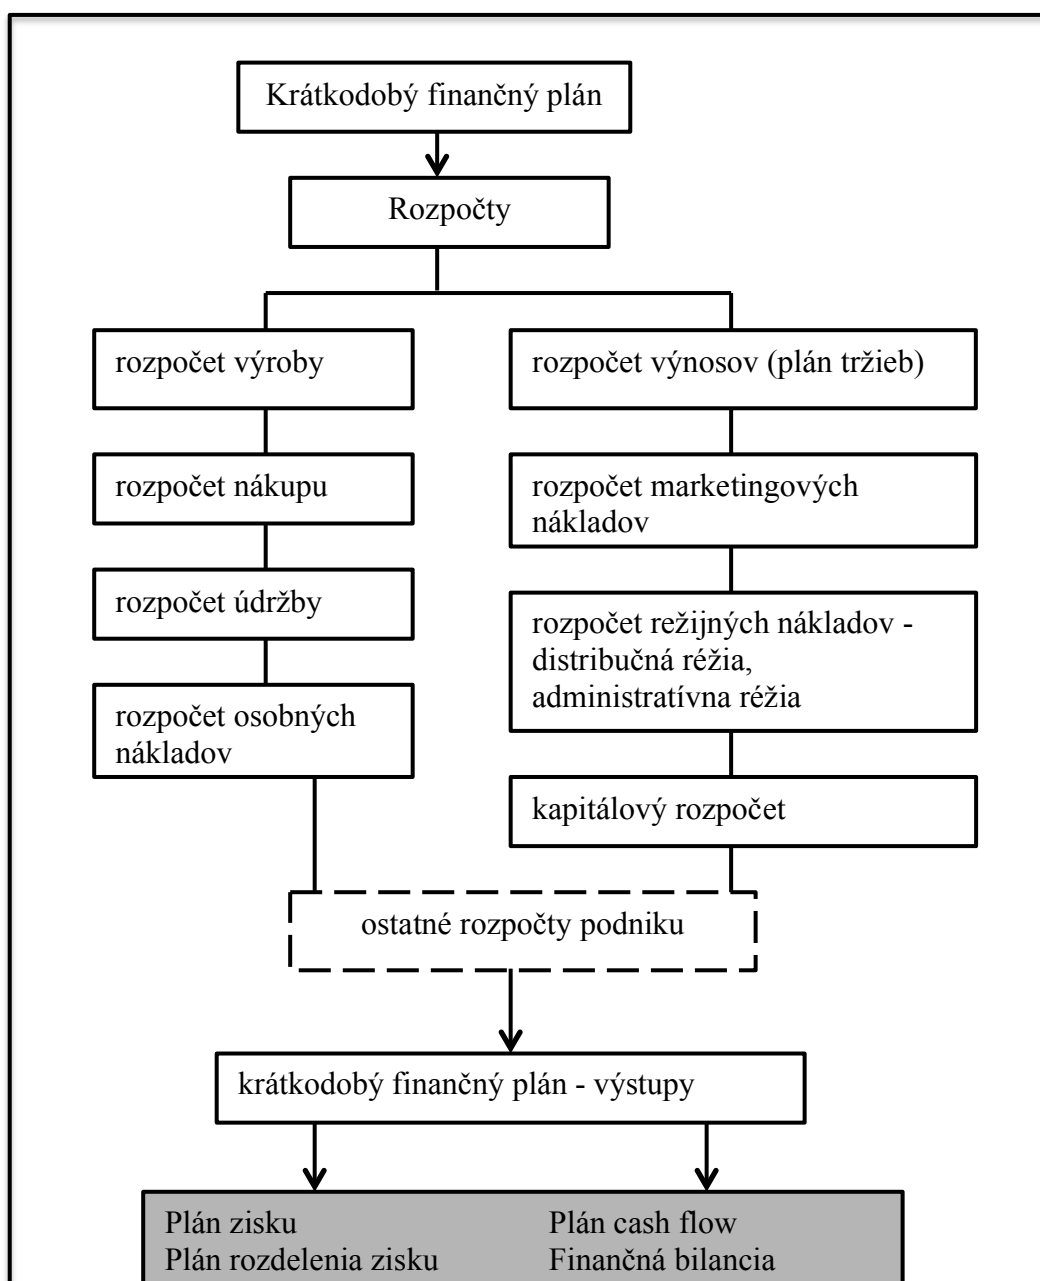 Krátkodobý finančný plán
Rozpočty
rozpočet výroby
rozpočet nákupu
rozpočet údržby
rozpočet osobných
nákladov
rozpočet výnosov (plán tržieb)
rozpočet marketingových
nákladov
rozpočet režijných nákladov -
distribučná réžia,
administratívna réžia
kapitálový rozpočet
ostatné rozpočty podniku
krátkodobý finančný plán - výstupy
Plán zisku
Plán rozdelenia zisku
Plán cash flow
Finančná bilancia